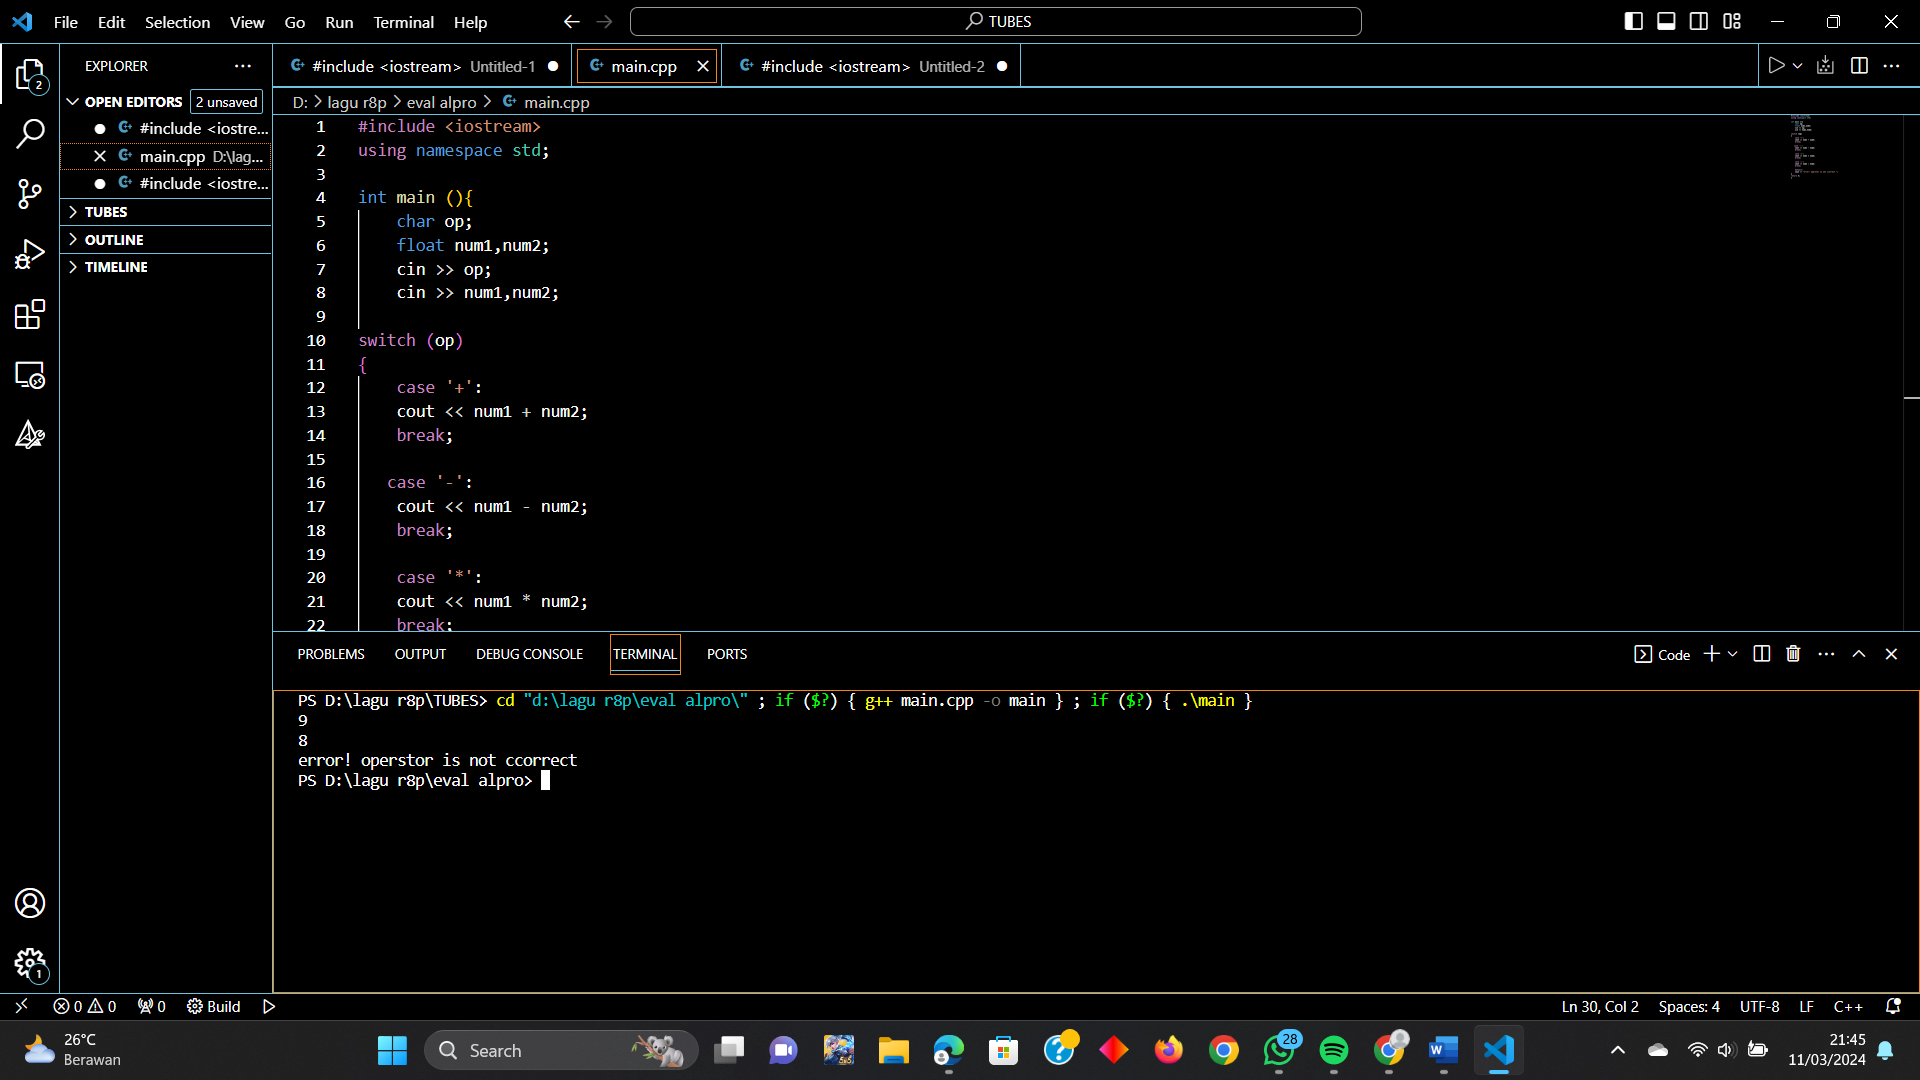 File Edit Selection View Go Run Terminal Help
TUBES
EXPLORER
#include <iostream> Untitled-1
main.cpp
#include <iostream> Untitled-2
2
OPEN EDITORS 2 unsaved
#include <iostre...
main.cpp D:\lag...
#include <iostre...
TUBES
OUTLINE
TIMELINE
D: > lagu r8p > eval alpro > main.cpp
1 #include <iostream>
2 using namespace std;
3
4 int main (){
5 char op;
6 float num1,num2;
7 cin >> op;
8 cin >> num1,num2;
9
10 switch (op)
11 {
12 case '+':
13 cout << num1 + num2;
14 break;
15
16 case '-':
17 cout << num1 - num2;
18 break;
19
20 case '*':
21 cout << num1 * num2;
22 break;
PROBLEMS OUTPUT DEBUG CONSOLE TERMINAL PORTS
Code
PS D:\lagu r8p\TUBES> cd "d:\lagu r8p\eval alpro\" ; if ($?) { g++ main.cpp -o main } ; if ($?) { .\main }
9
8
error! operstor is not ccorrect
PS D:\lagu r8p\eval alpro>
1
0 0 0 Build
Ln 30, Col 2 Spaces: 4 UTF-8 LF C++
26°C
Berawan
Search
28
21:45
11/03/2024